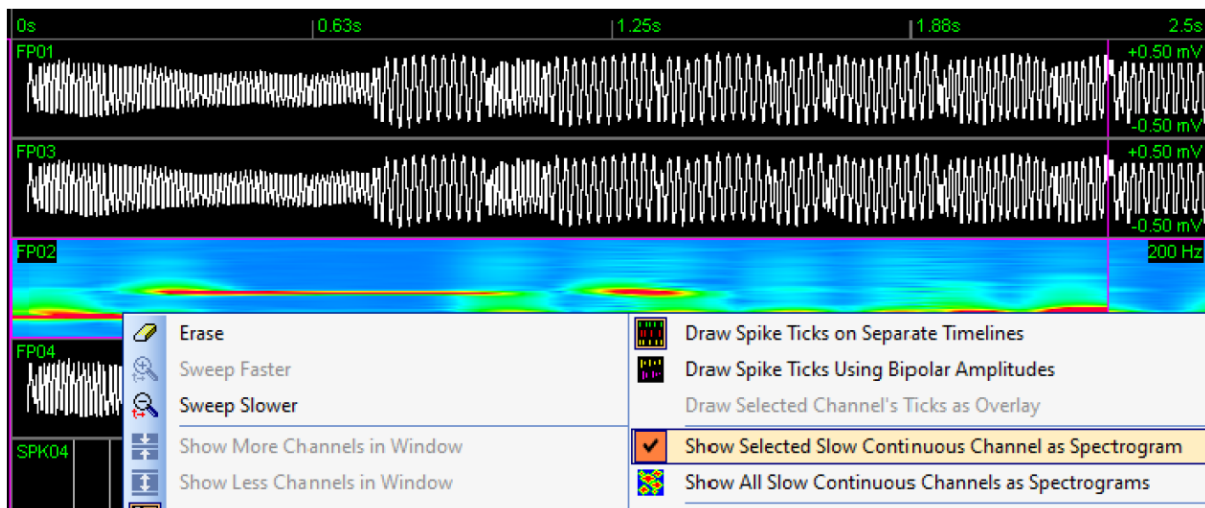 0s 0.63s 1.25s 1.88s 2.5s
FP01 +0.50 mV
-0.50 mV
FP03 +0.50 mV
-0.50 mV
FP02 200 Hz
FP04
SPK04
Erase
Sweep Faster
Sweep Slower
Show More Channels in Window
Show Less Channels in Window
Draw Spike Ticks on Separate Timelines
Draw Spike Ticks Using Bipolar Amplitudes
Draw Selected Channel's Ticks as Overlay
Show Selected Slow Continuous Channel as Spectrogram
Show All Slow Continuous Channels as Spectrograms